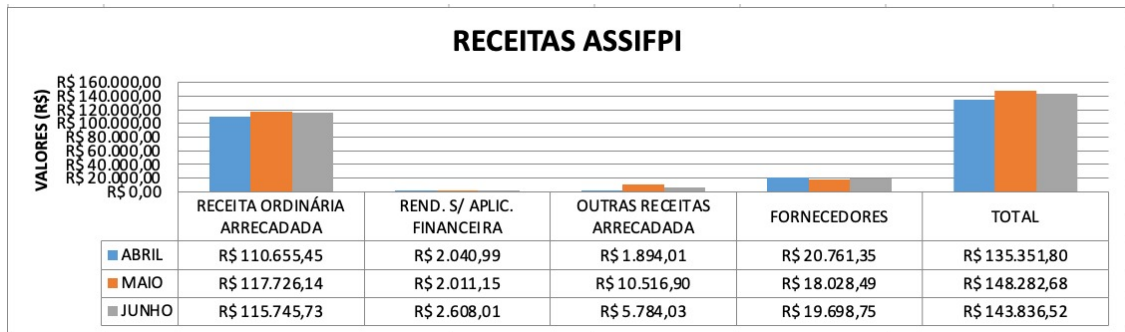 RECEITAS ASSIFPI
VALORES (R$)
R$ 160.000,00
R$ 140.000,00
R$ 120.000,00
R$ 100.000,00
R$ 80.000,00
R$ 60.000,00
R$ 40.000,00
R$ 20.000,00
R$ 0,00
RECEITA ORDINÁRIA ARRECADADA
REND. S/ APLIC. FINANCEIRA
OUTRAS RECEITAS ARRECADADA
FORNECEDORES
TOTAL
ABRIL R$ 110.655,45 R$ 2.040,99 R$ 1.894,01 R$ 20.761,35 R$ 135.351,80
MAIO R$ 117.726,14 R$ 2.011,15 R$ 10.516,90 R$ 18.028,49 R$ 148.282,68
JUNHO R$ 115.745,73 R$ 2.608,01 R$ 5.784,03 R$ 19.698,75 R$ 143.836,52